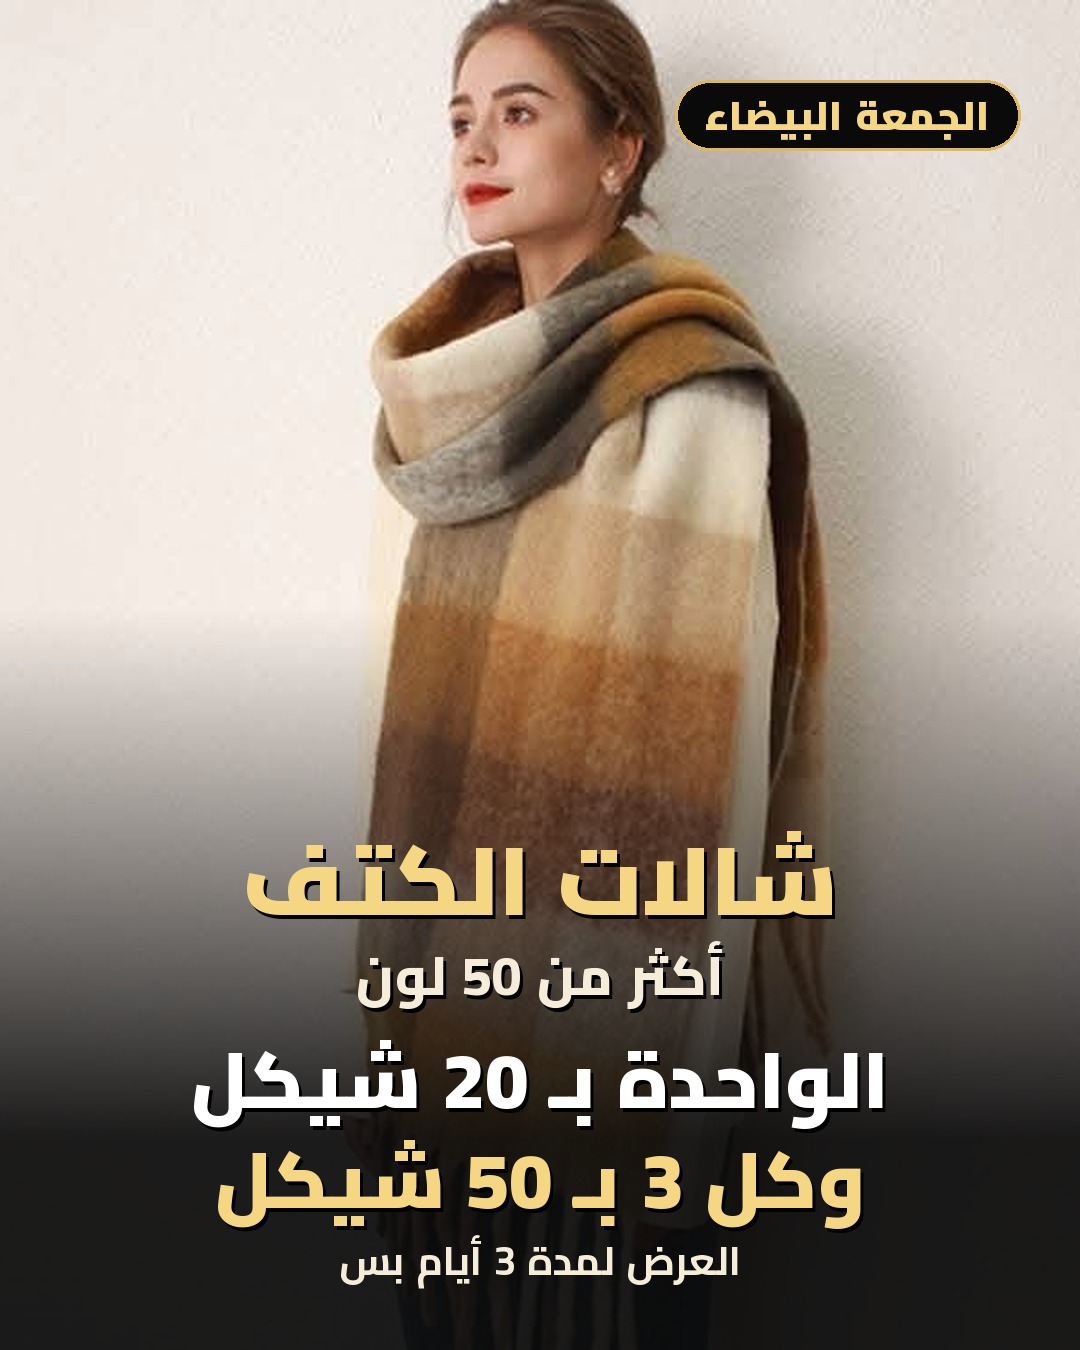 الجمعة البيضاء
شالات الكتف
أكثر من 50 لون
الواحدة بـ 20 شيكل
وكل 3 بـ 50 شيكل
العرض لمدة 3 أيام بس